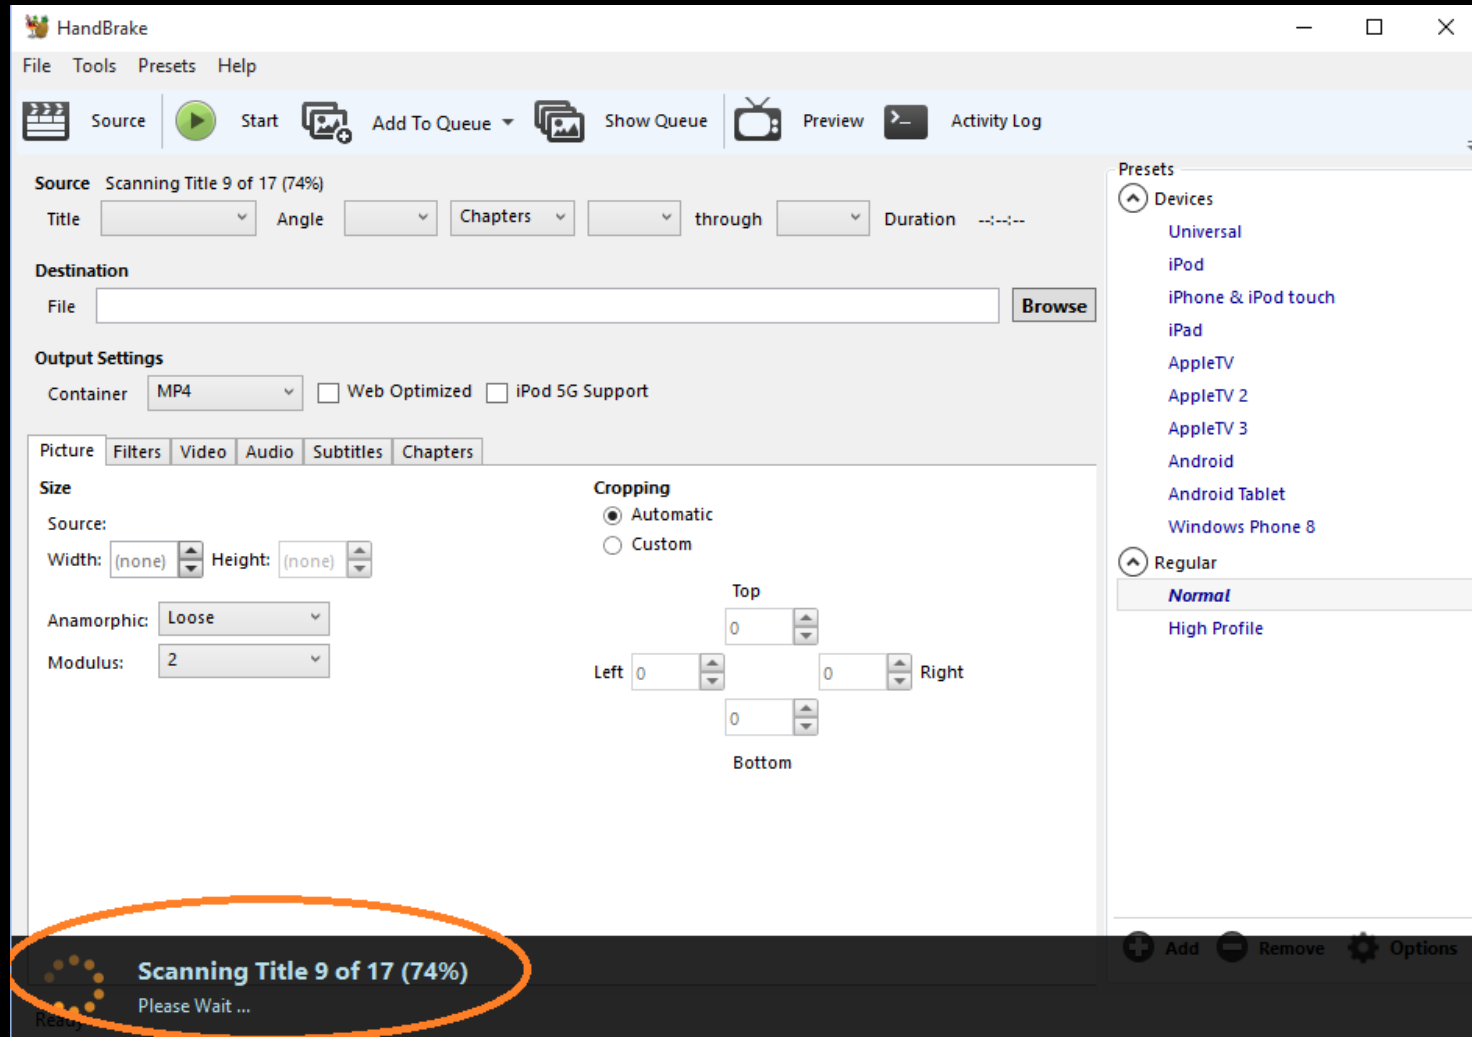 HandBrake
File Tools Presets Help
Source Start Add To Queue Show Queue Preview Activity Log
Source Scanning Title 9 of 17 (74%)
Title Angle Chapters through Duration --:--:--
Destination
File Browse
Output Settings
Container MP4 Web Optimized iPod 5G Support
Picture Filters Video Audio Subtitles Chapters
Size
Source:
Width: (none) Height: (none)
Anamorphic: Loose
Modulus: 2
Cropping
Automatic
Custom
Top
0
Left 0 0 Right
0
Bottom
Presets
Devices
Universal
iPod
iPhone & iPod touch
iPad
AppleTV
AppleTV 2
AppleTV 3
Android
Android Tablet
Windows Phone 8
Regular
Normal
High Profile
Add Remove Options
Scanning Title 9 of 17 (74%)
Please Wait ...
Ready